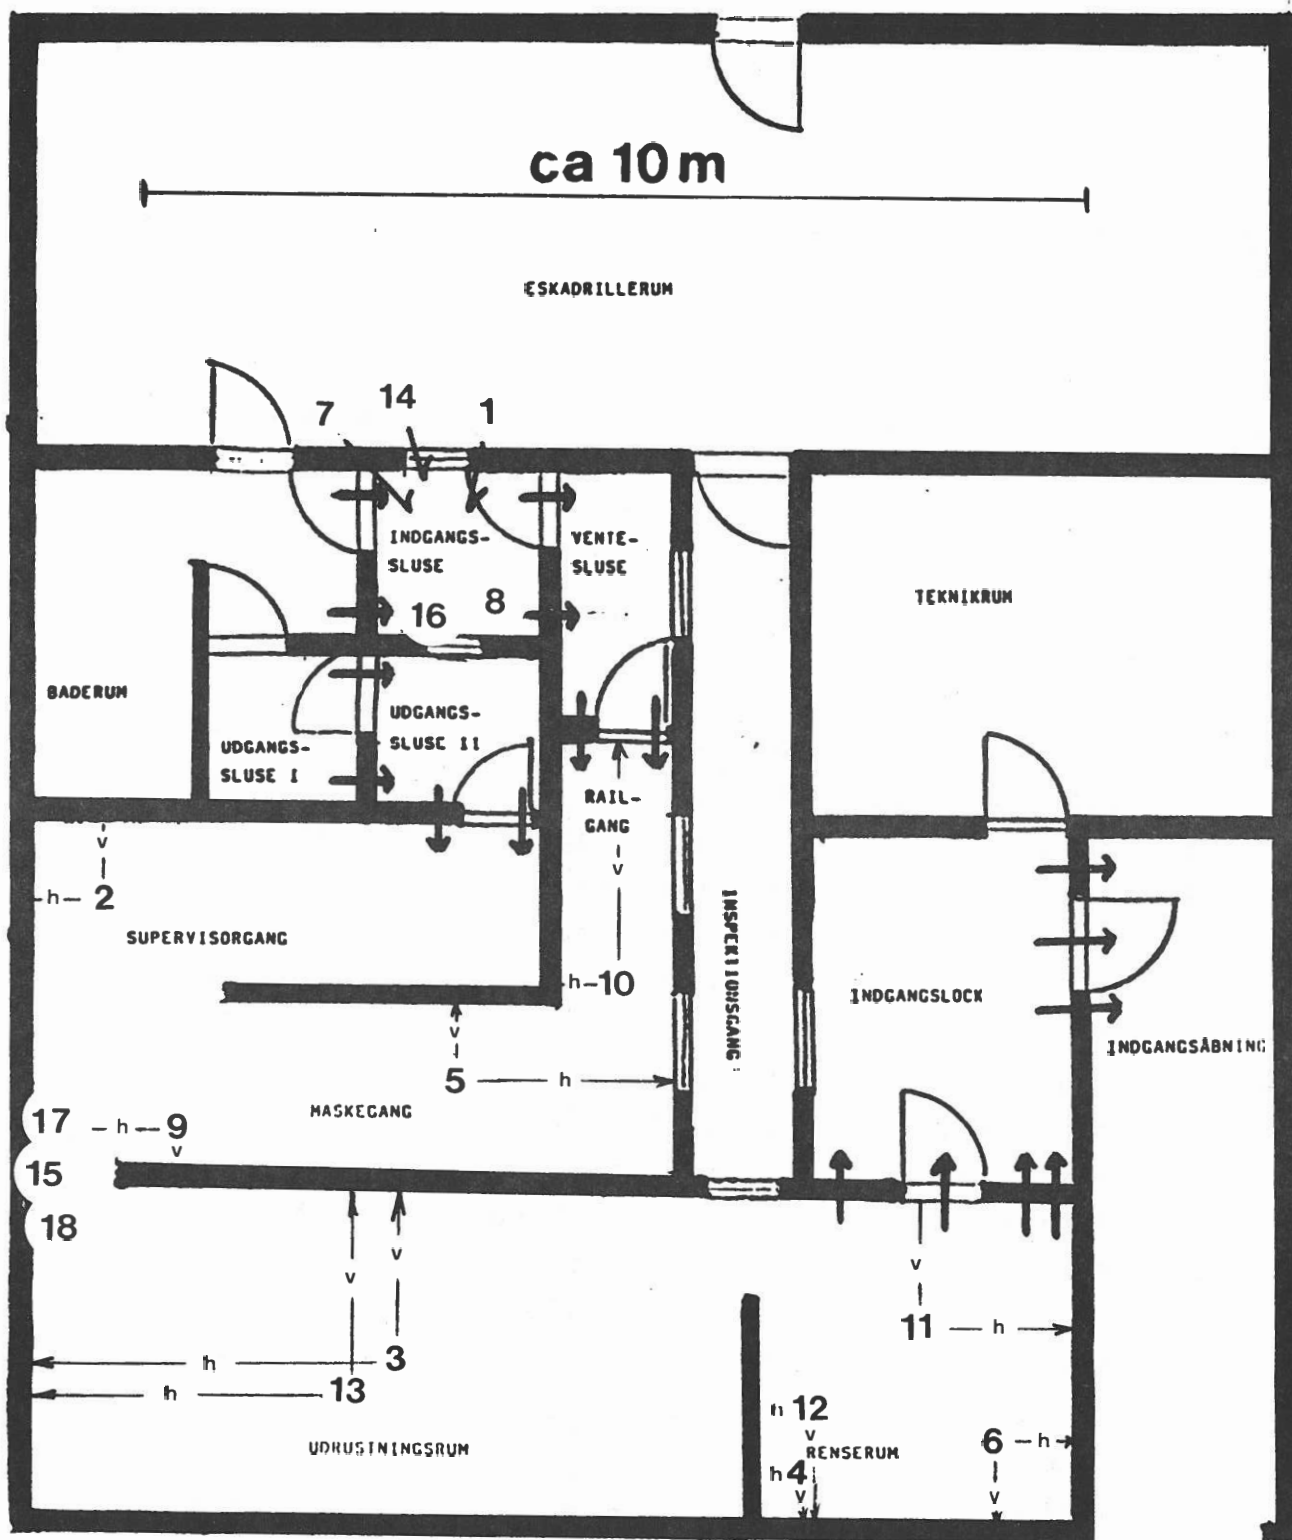 ca 10 m
ESKADRILLERUM
7
14
1
INDGANGS-
SLUSE
VENTE-
SLUSE
16
8
TEKNIKRUM
BADERUM
UDGANGS-
SLUSE I
UDGANGS-
SLUSE II
RAIL-
GANG
v
h 2
v
SUPERVISORGANG
h 10
INSPEKTIONSGANG
INDGANGSLOCK
INDGANGSÅBNING
v
5 h
MASKEGANG
17
h 9
v
15
18
v
v
v
11 h
h 3
h 13
UDRUSTNINGSRUM
h 12
v
6 h
RENSERUM
h 4
v
v